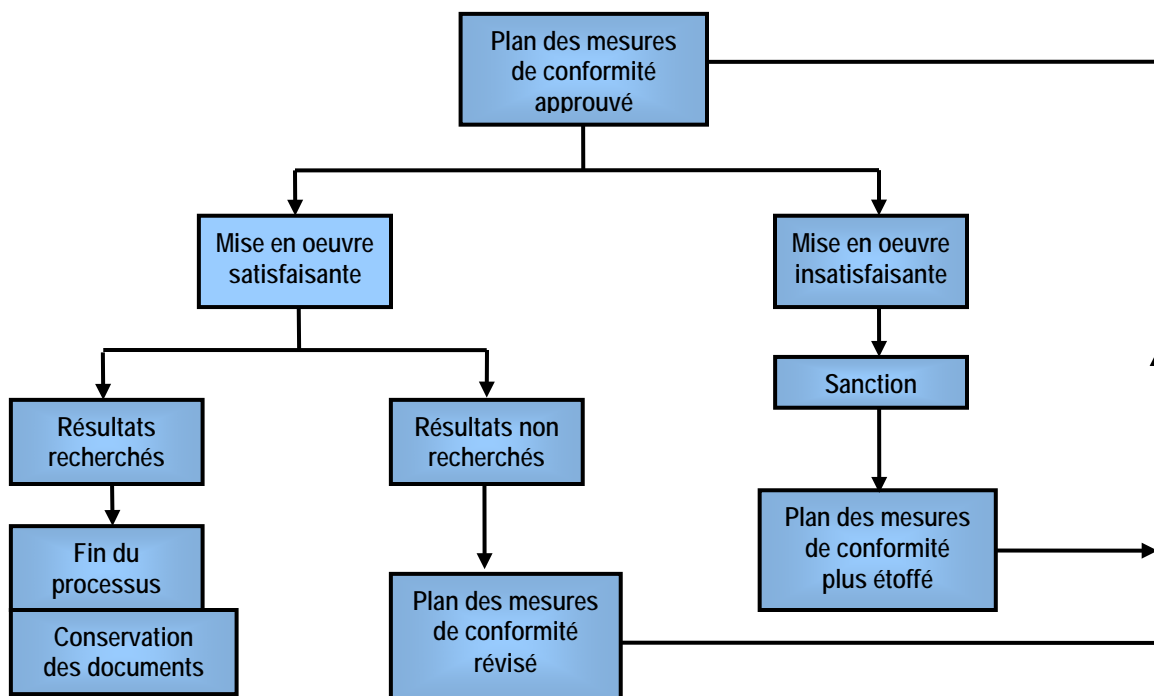 Plan des mesures
de conformité
approuvé
Mise en oeuvre
satisfaisante
Mise en oeuvre
insatisfaisante
Sanction
Résultats
recherchés
Résultats non
recherchés
Plan des mesures
de conformité
plus étoffé
Fin du
processus
Plan des mesures
de conformité
révisé
Conservation
des documents